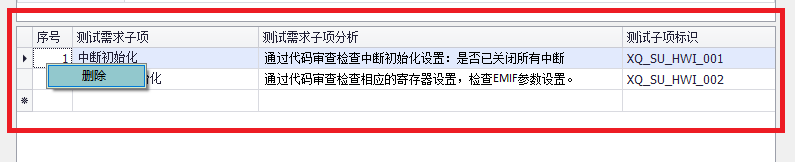 序号 测试需求子项 测试需求子项分析 测试子项标识
1 中断初始化 通过代码审查检查中断初始化设置：是否已关闭所有中断 XQ_SU_HWI_001
删除
化 通过代码审查检查相应的寄存器设置，检查EMIF参数设置。 XQ_SU_HWI_002